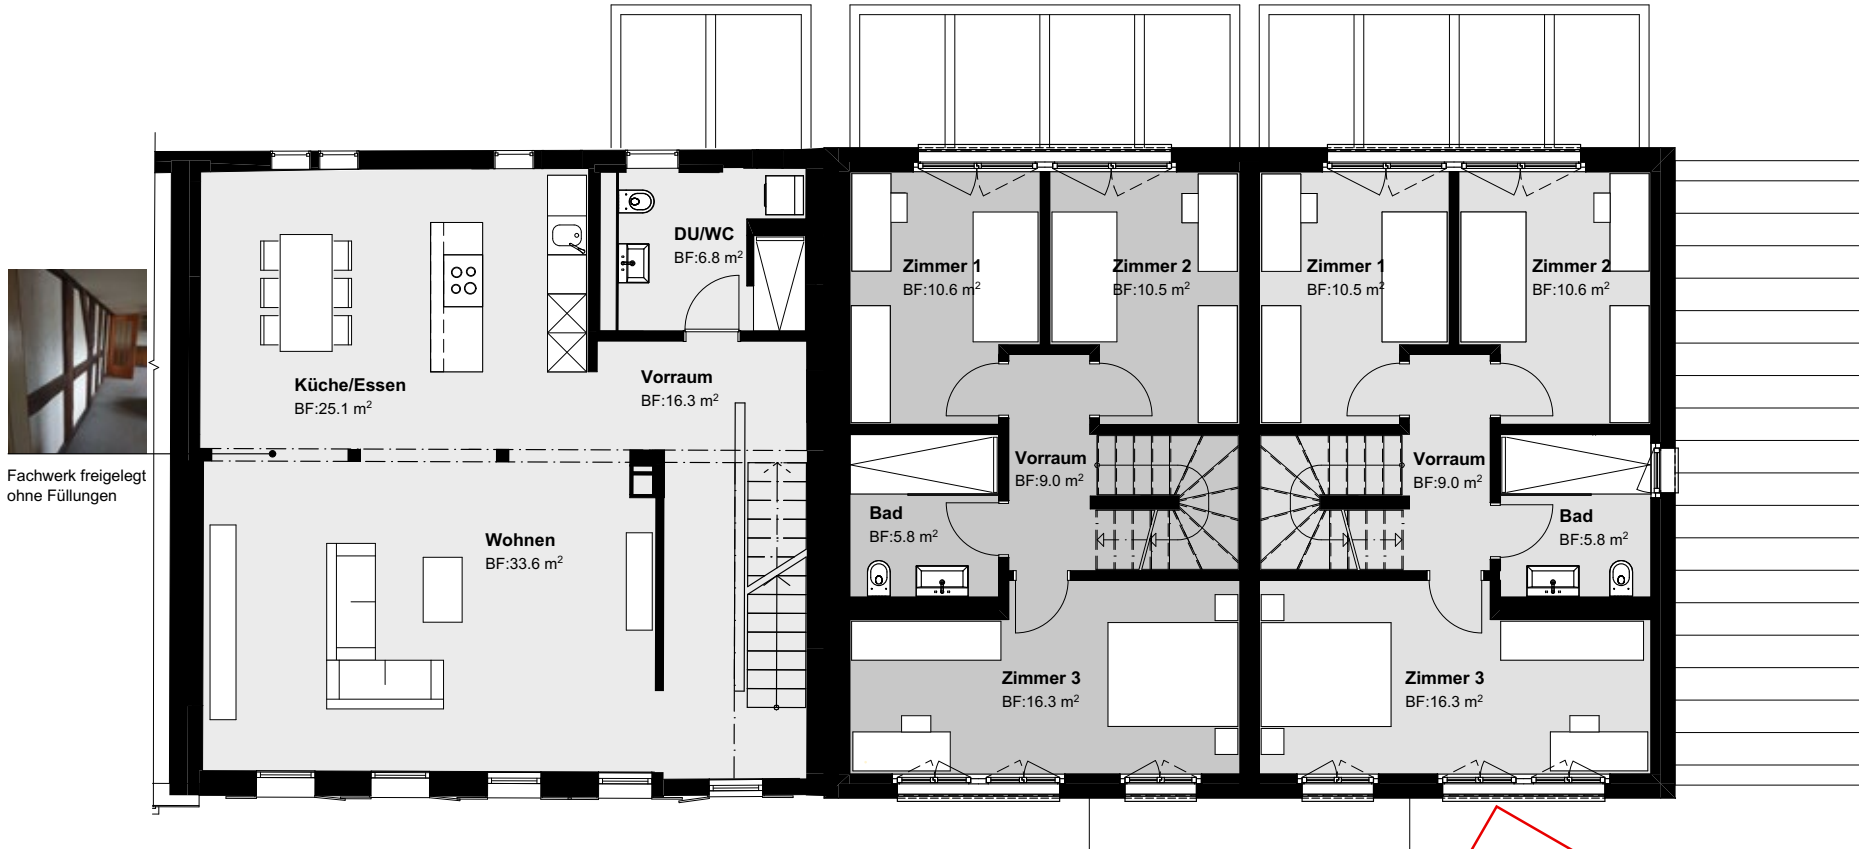 DU/WC
BF:6.8 m²
Zimmer 1
BF:10.6 m²
Zimmer 2
BF:10.5 m²
Zimmer 1
BF:10.5 m²
Zimmer 2
BF:10.6 m²
Küche/Essen
BF:25.1 m²
Vorraum
BF:16.3 m²
Fachwerk freigelegt
ohne Füllungen
Vorraum
BF:9.0 m²
Vorraum
BF:9.0 m²
Bad
BF:5.8 m²
Bad
BF:5.8 m²
Wohnen
BF:33.6 m²
Zimmer 3
BF:16.3 m²
Zimmer 3
BF:16.3 m²